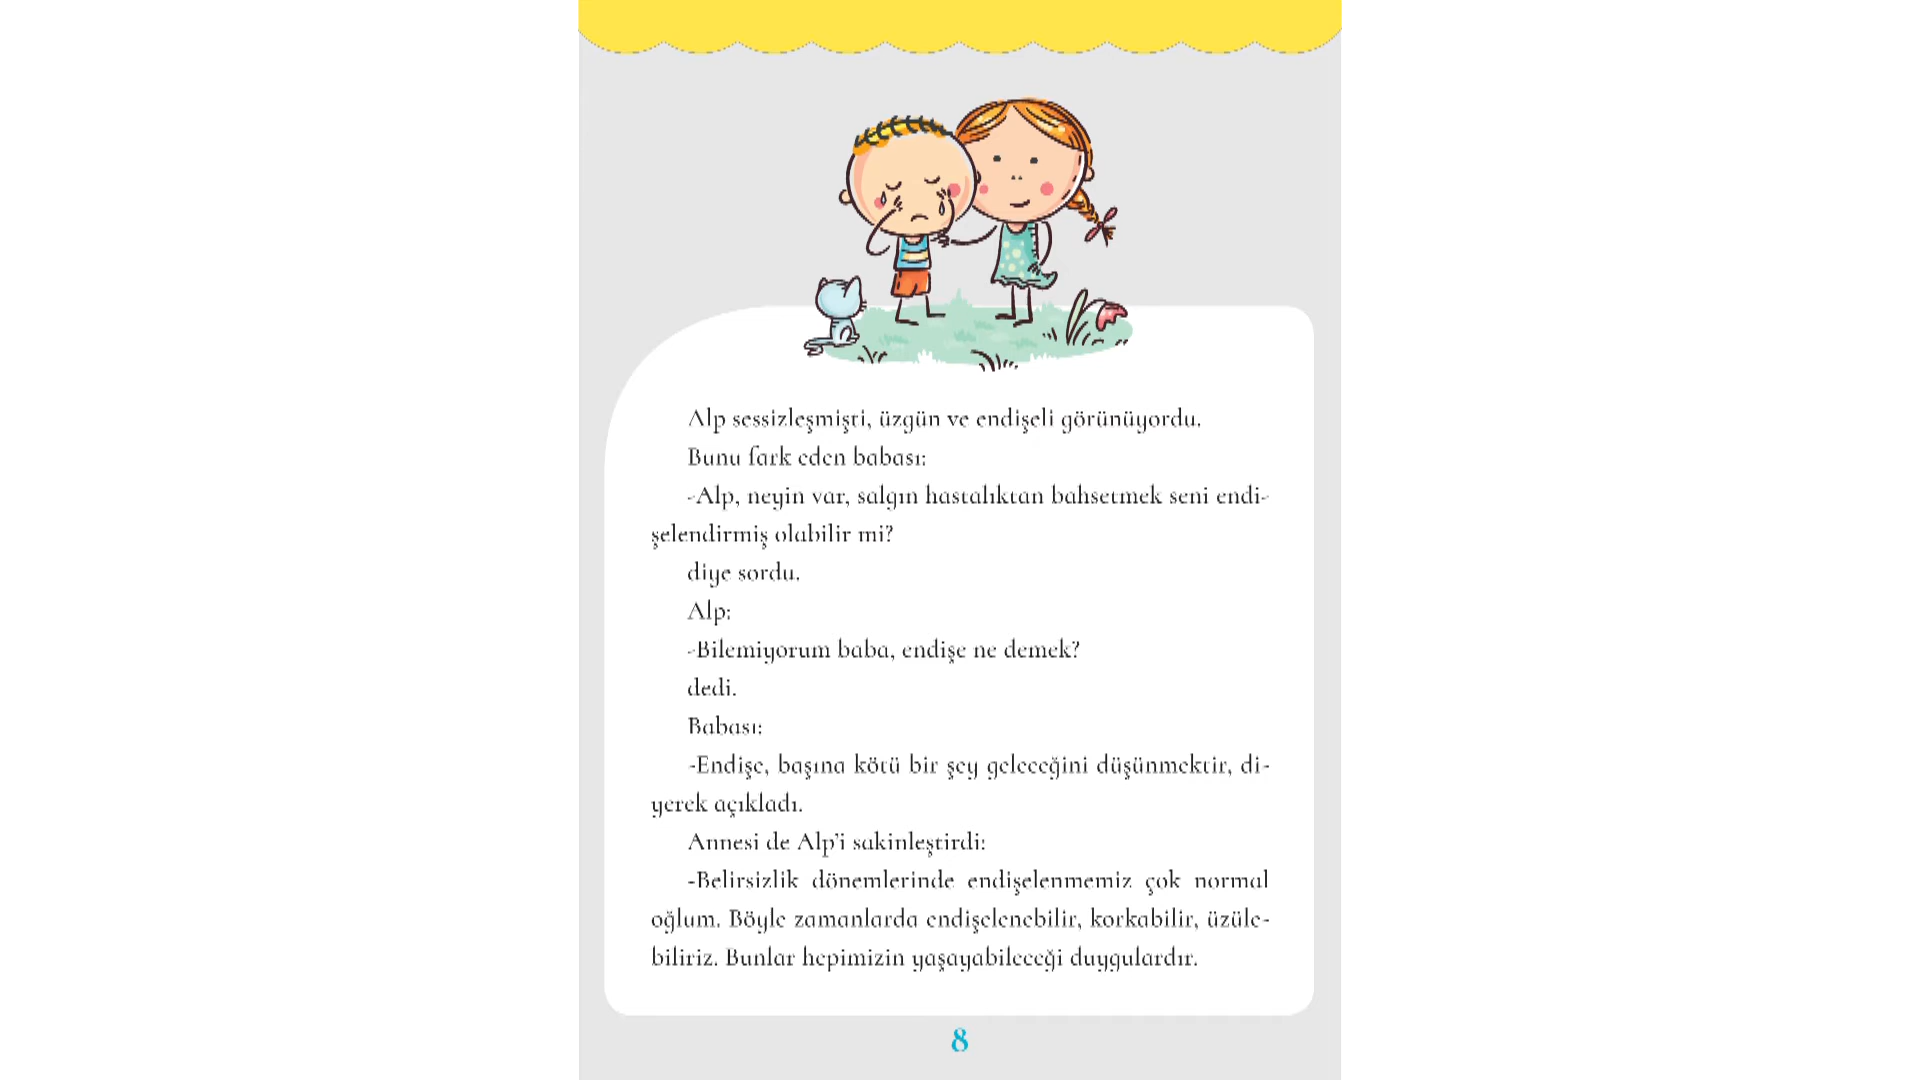 Alp sessizleşmişti, üzgün ve endişeli görünüyordu.
Bunu fark eden babası:
-Alp, neyin var, salgın hastalıktan bahsetmek seni endi-
şelendirmiş olabilir mi?
diye sordu.
Alp:
-Bilemiyorum baba, endişe ne demek?
dedi.
Babası:
-Endişe, başına kötü bir şey geleceğini düşünmektir, di-
yerek açıkladı.
Annesi de Alp'i sakinleştirdi:
-Belirsizlik dönemlerinde endişelenmemiz çok normal
oğlum. Böyle zamanlarda endişelenebilir, korkabilir, üzüle-
biliriz. Bunlar hepimizin yaşayabileceği duygulardır.
8